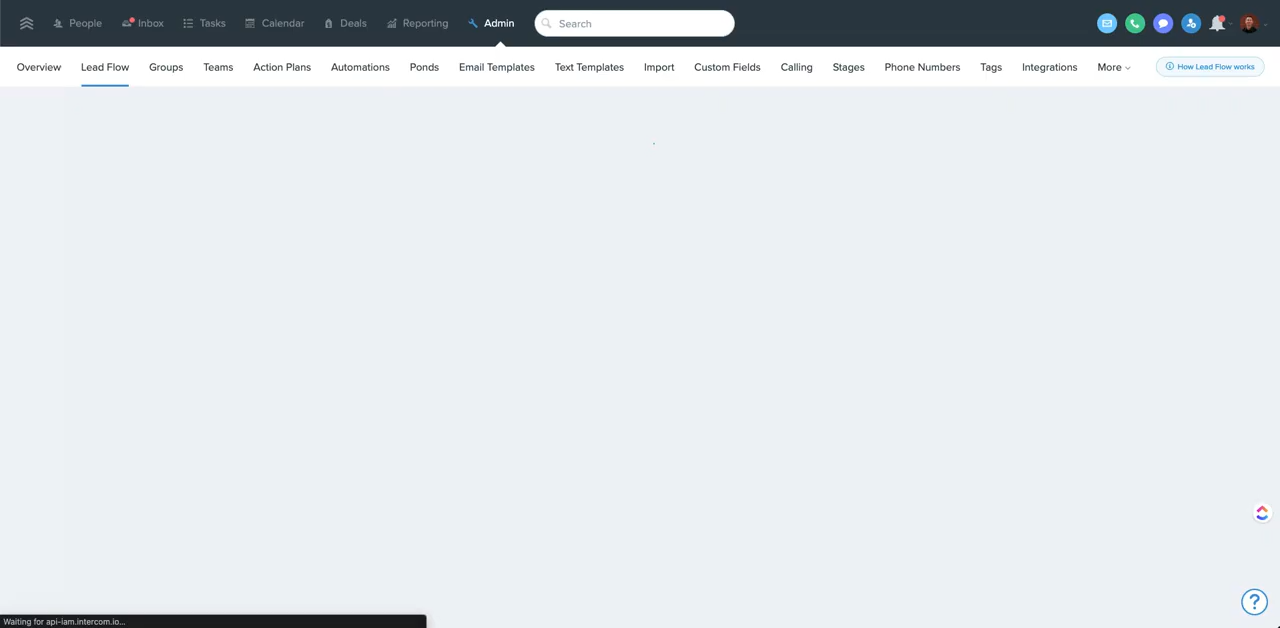 People Inbox Tasks Calendar Deals Reporting Admin Search
Overview Lead Flow Groups Teams Action Plans Automations Ponds Email Templates Text Templates Import Custom Fields Calling Stages Phone Numbers Tags Integrations More How Lead Flow works
?
Waiting for api-iam.intercom.io...